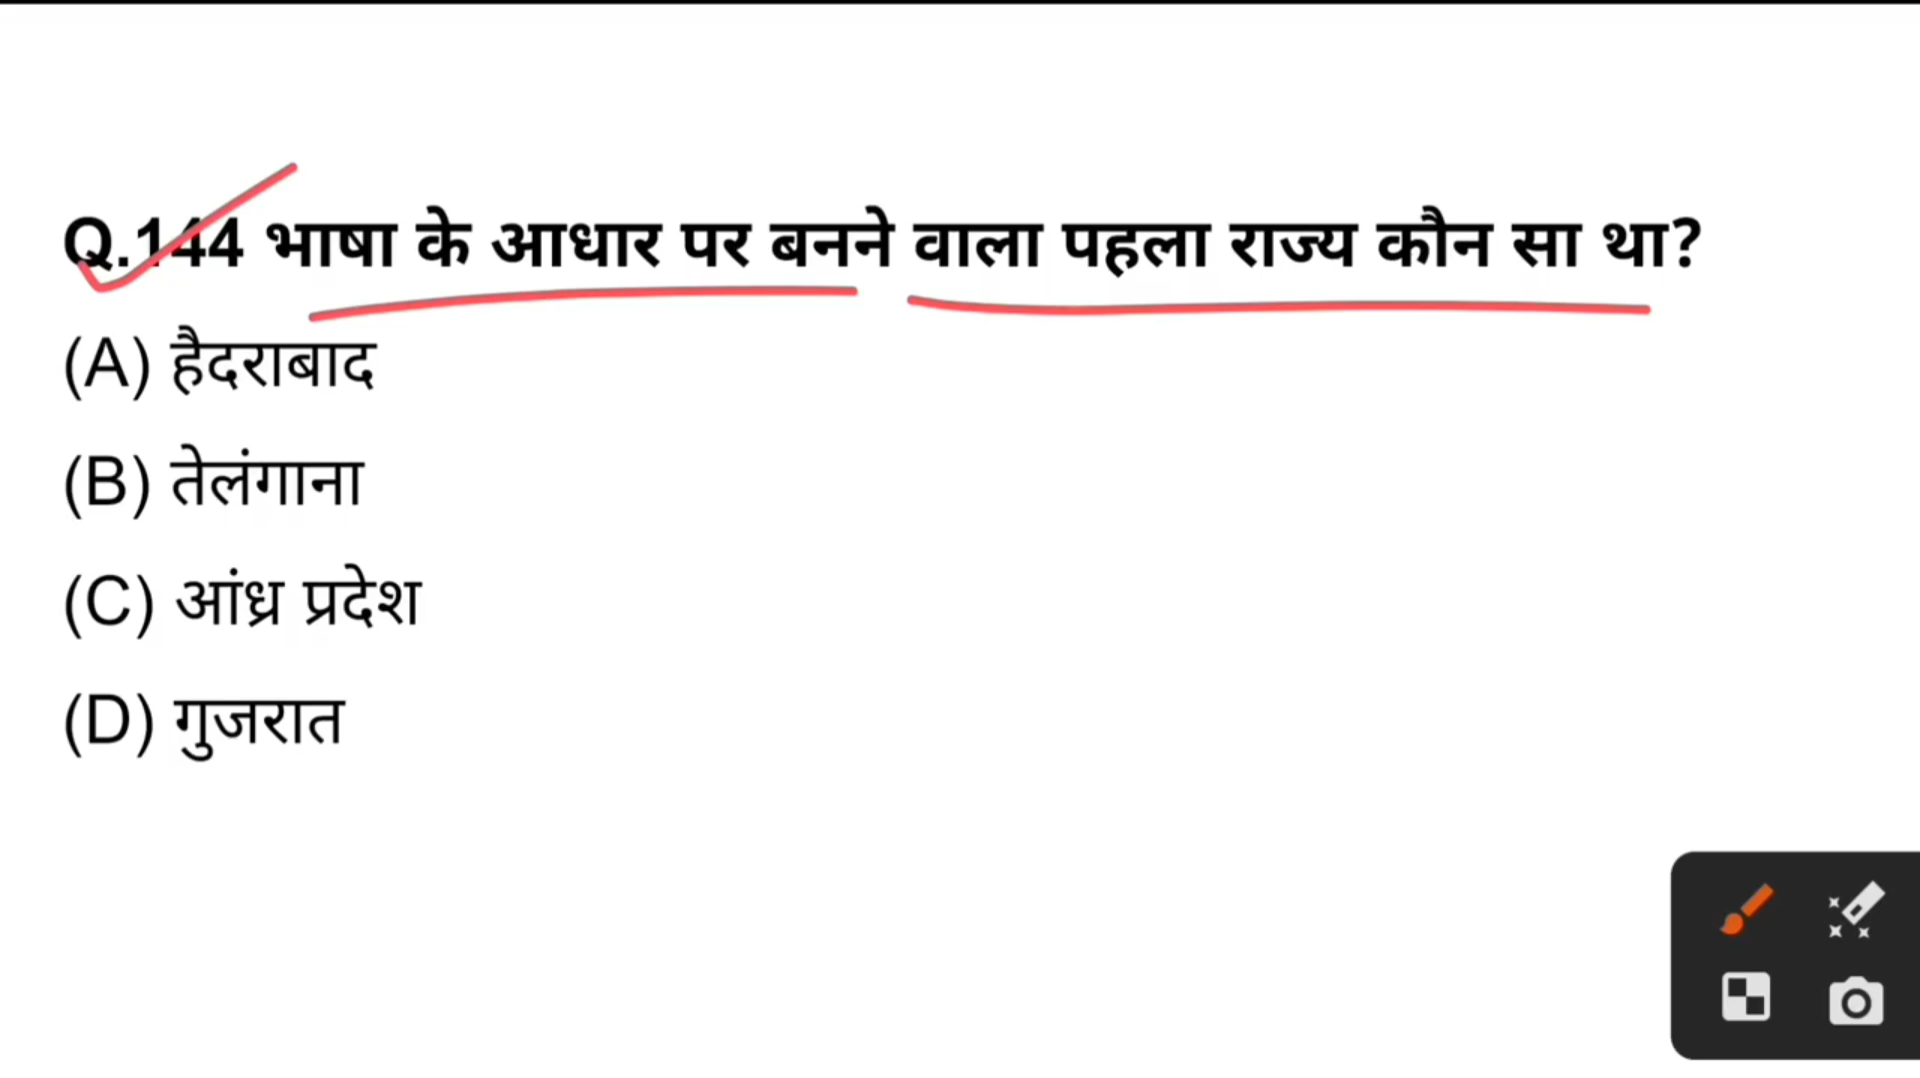 Q.144 भाषा के आधार पर बनने वाला पहला राज्य कौन सा था?
(A) हैदराबाद
(B) तेलंगाना
(C) आंध्र प्रदेश
(D) गुजरात